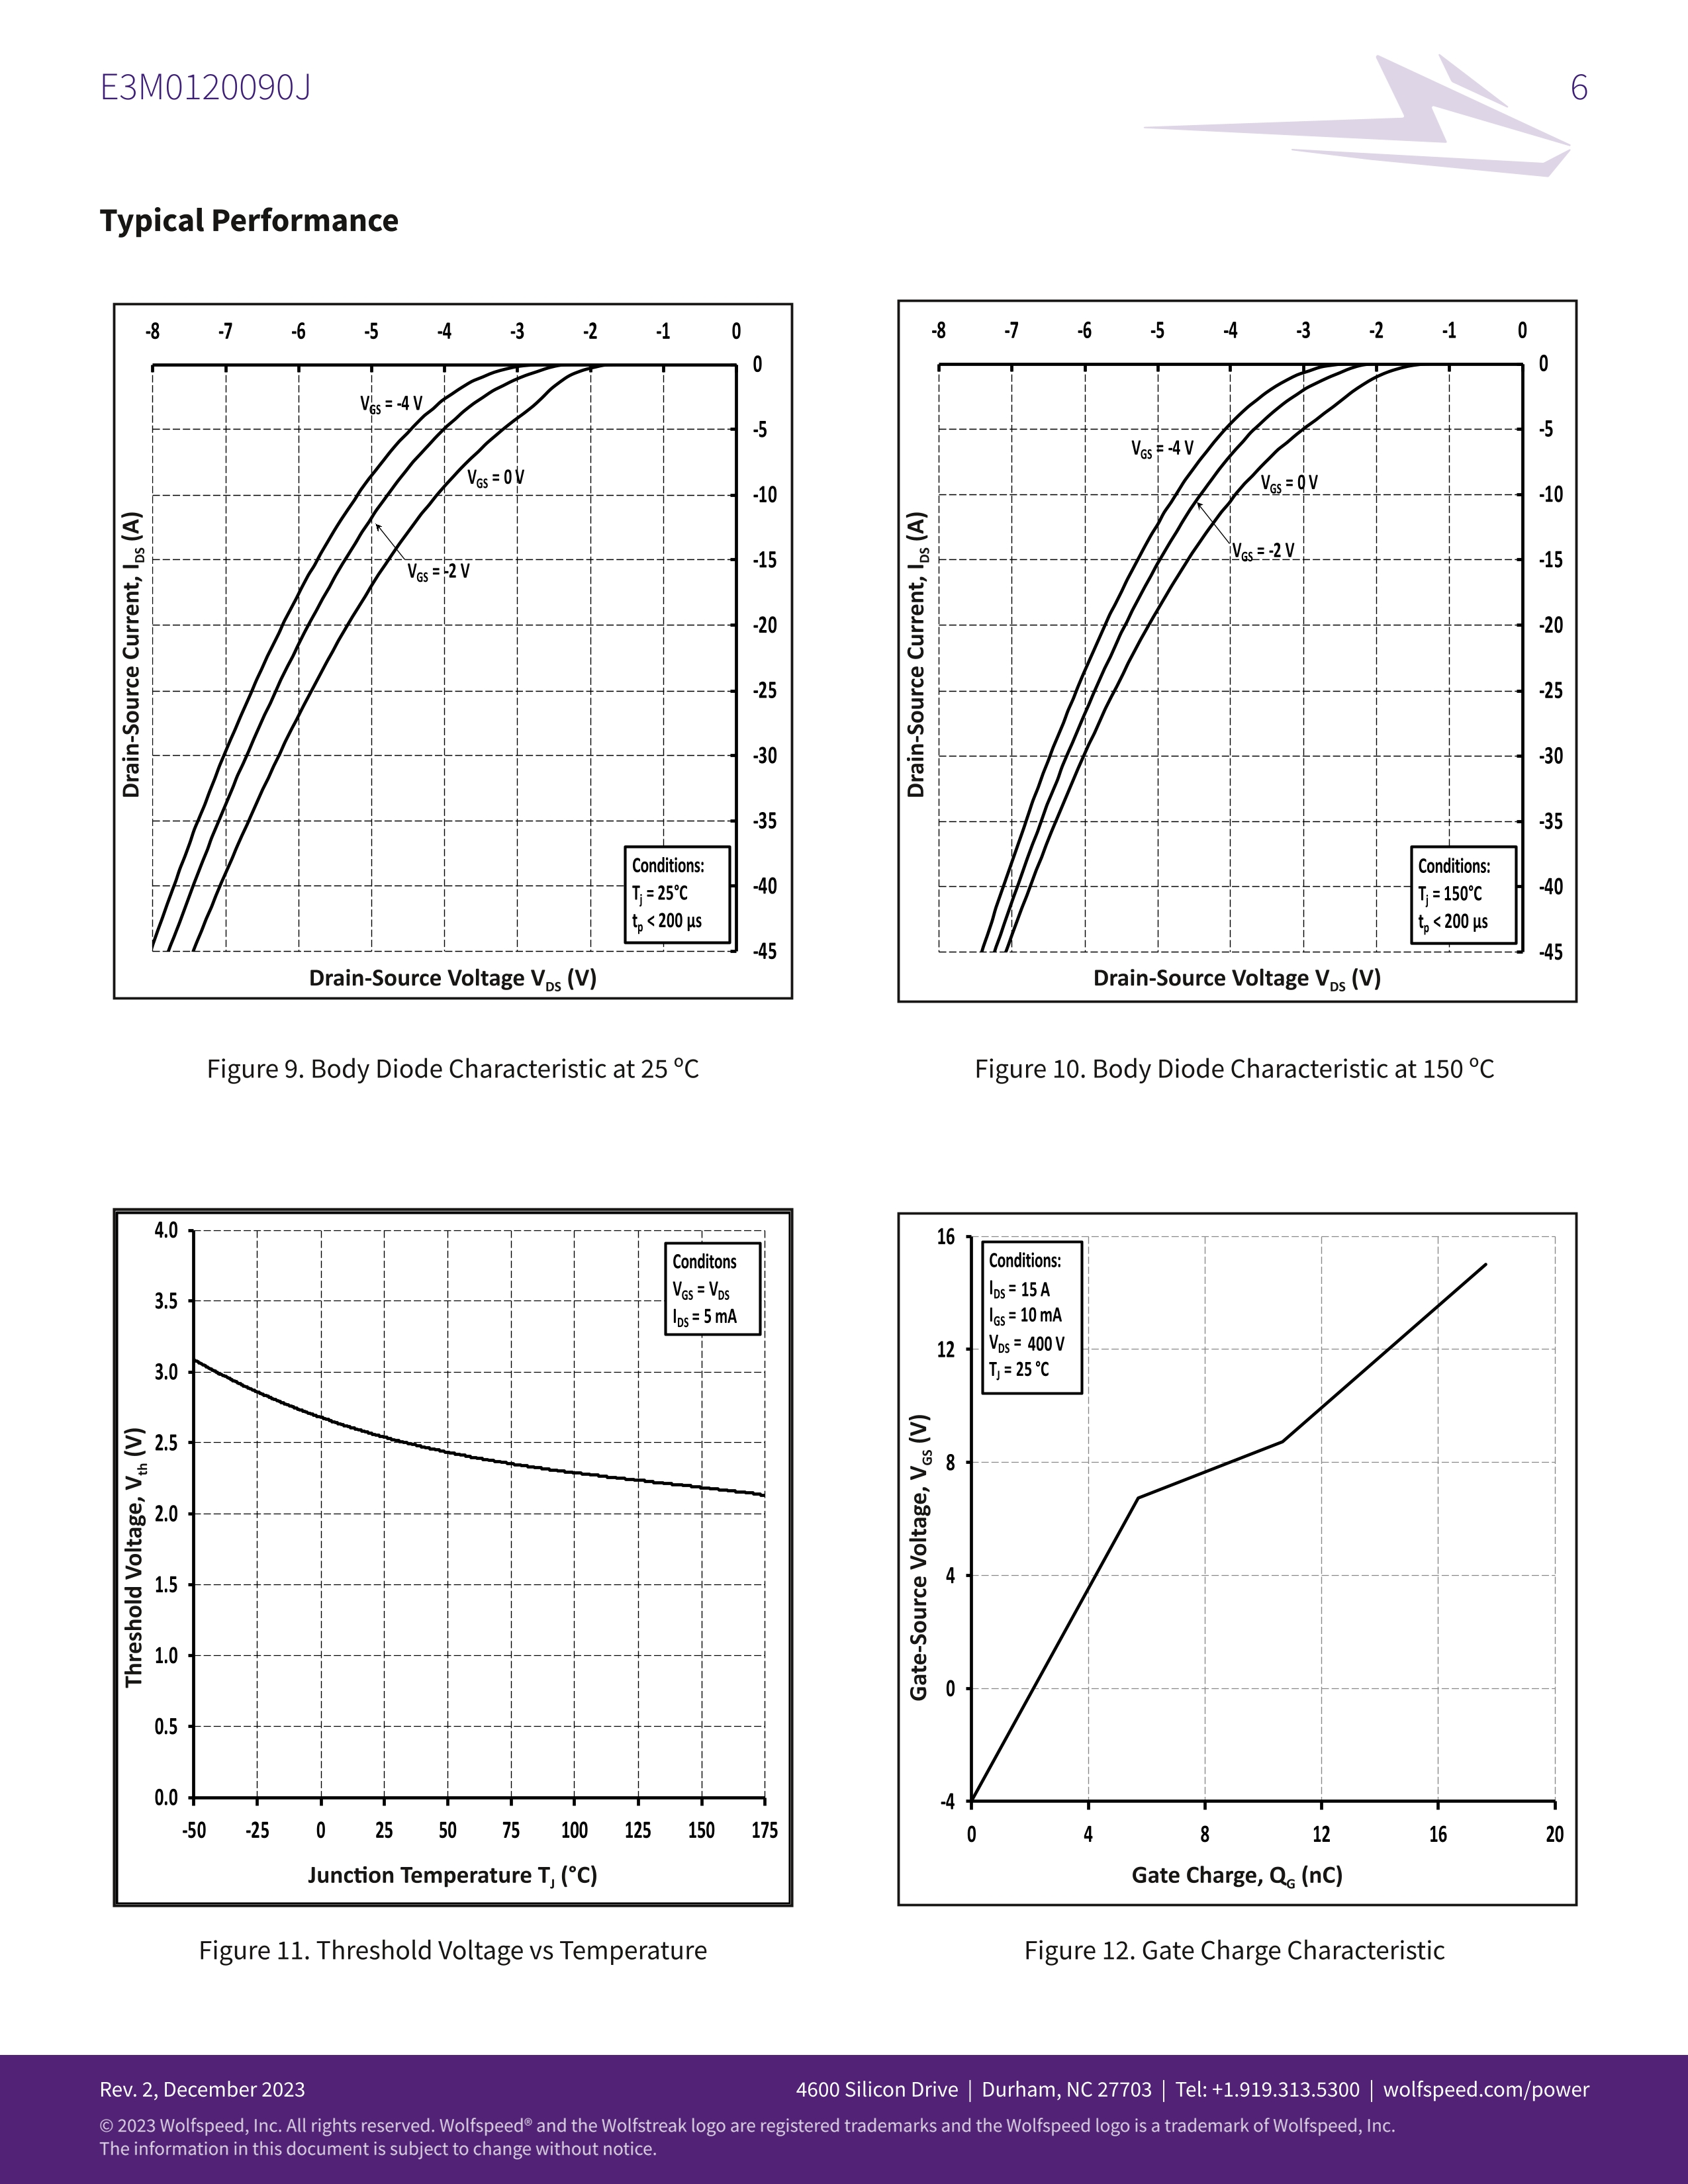 E3M0120090J
6
Typical Performance
-8 -7 -6 -5 -4 -3 -2 -1 0
0
-5
-10
-15
-20
-25
-30
-35
-40
-45
VGS = -4 V
VGS = 0 V
VGS = -2 V
Conditions:
Tj = 25°C
tp < 200 µs
Drain-Source Current, IDS (A)
Drain-Source Voltage VDS (V)
Figure 9. Body Diode Characteristic at 25 ºC
-8 -7 -6 -5 -4 -3 -2 -1 0
0
-5
-10
-15
-20
-25
-30
-35
-40
-45
VGS = -4 V
VGS = 0 V
VGS = -2 V
Conditions:
Tj = 150°C
tp < 200 µs
Drain-Source Current, IDS (A)
Drain-Source Voltage VDS (V)
Figure 10. Body Diode Characteristic at 150 ºC
4.0
3.5
3.0
2.5
2.0
1.5
1.0
0.5
0.0
Conditons
VGS = VDS
IDS = 5 mA
Threshold Voltage, Vth (V)
-50 -25 0 25 50 75 100 125 150 175
Junction Temperature TJ (°C)
Figure 11. Threshold Voltage vs Temperature
16
12
8
4
0
-4
Conditions:
IDS = 15 A
IGS = 10 mA
VDS = 400 V
TJ = 25 °C
Gate-Source Voltage, VGS (V)
0 4 8 12 16 20
Gate Charge, QG (nC)
Figure 12. Gate Charge Characteristic
Rev. 2, December 2023
4600 Silicon Drive | Durham, NC 27703 | Tel: +1.919.313.5300 | wolfspeed.com/power
© 2023 Wolfspeed, Inc. All rights reserved. Wolfspeed® and the Wolfstreak logo are registered trademarks and the Wolfspeed logo is a trademark of Wolfspeed, Inc.
The information in this document is subject to change without notice.